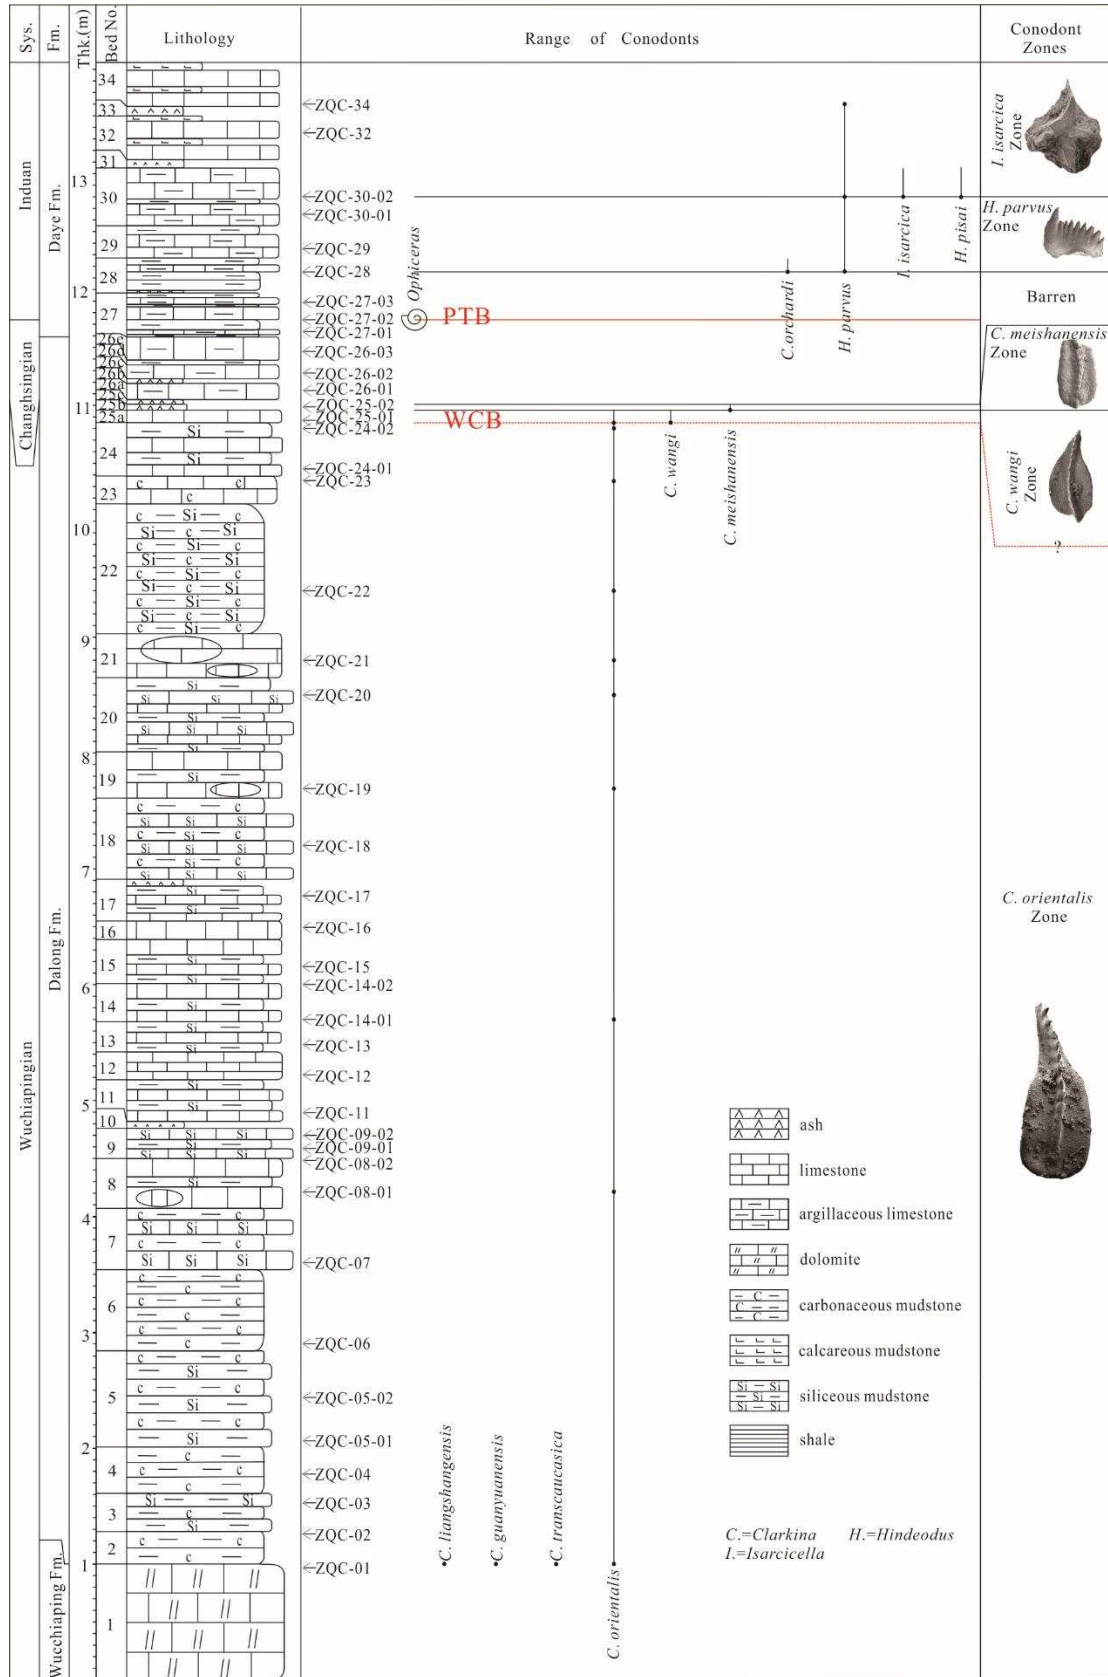 Sys.
Fm.
Thk.(m)
Bed No.
Lithology
Range of Conodonts
Conodont
Zones
Induan
Changhsingian
Wuchiapingian
Daye Fm.
Dalong Fm.
Wucchiaping Fm.
13
12
11
10
9
8
7
6
5
4
3
2
1
34
33
32
31
30
29
28
27
26e
26d
26c
26b
26a
25c
25b
25a
24
23
22
21
20
19
18
17
16
15
14
13
12
11
10
9
8
7
6
5
4
3
2
1
ZQC-34
ZQC-32
ZQC-30-02
ZQC-30-01
ZQC-29
ZQC-28
ZQC-27-03
ZQC-27-02
ZQC-27-01
ZQC-26-03
ZQC-26-02
ZQC-26-01
ZQC-25-02
ZQC-25-01
ZQC-24-02
ZQC-24-01
ZQC-23
ZQC-22
ZQC-21
ZQC-20
ZQC-19
ZQC-18
ZQC-17
ZQC-16
ZQC-15
ZQC-14-02
ZQC-14-01
ZQC-13
ZQC-12
ZQC-11
ZQC-09-02
ZQC-09-01
ZQC-08-02
ZQC-08-01
ZQC-07
ZQC-06
ZQC-05-02
ZQC-05-01
ZQC-04
ZQC-03
ZQC-02
ZQC-01
Ophiceras
PTB
WCB
C. liangshangensis
C. guanyuanensis
C. transcaucasica
C. orientalis
C. wangi
C. meishanensis
C.orchardi
H. parvus
I. isarcica
H. pisai
I. isarcica
Zone
H. parvus
Zone
Barren
C. meishanensis
Zone
C. wangi
Zone
?
C. orientalis
Zone
ash
limestone
argillaceous limestone
dolomite
carbonaceous mudstone
calcareous mudstone
siliceous mudstone
shale
C.=Clarkina H.=Hindeodus
I.=Isarcicella